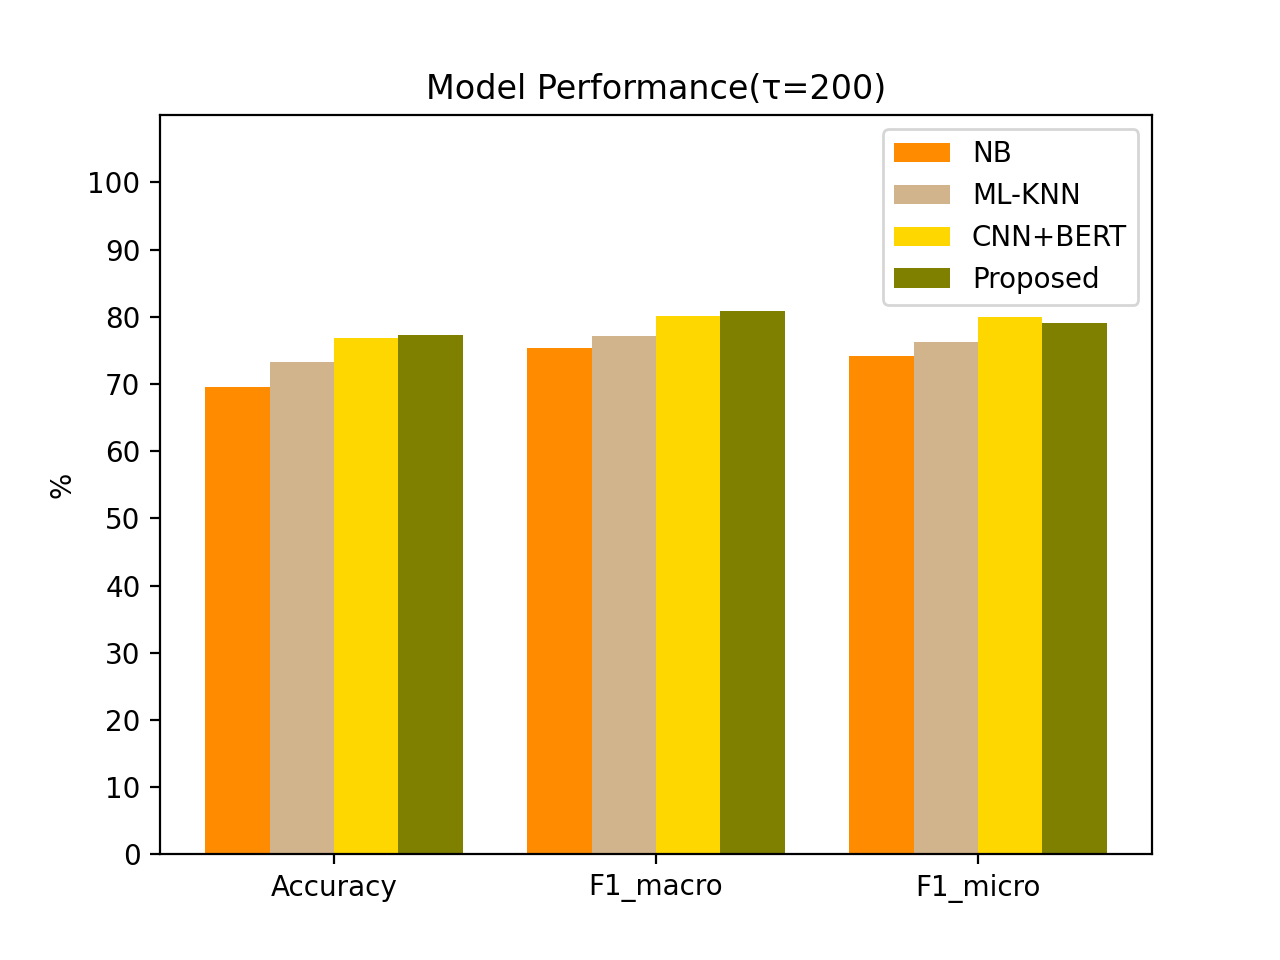 Model Performance(τ=200)
NB
ML-KNN
CNN+BERT
Proposed
100
90
80
70
60
50
40
30
20
10
0
%
Accuracy
F1_macro
F1_micro